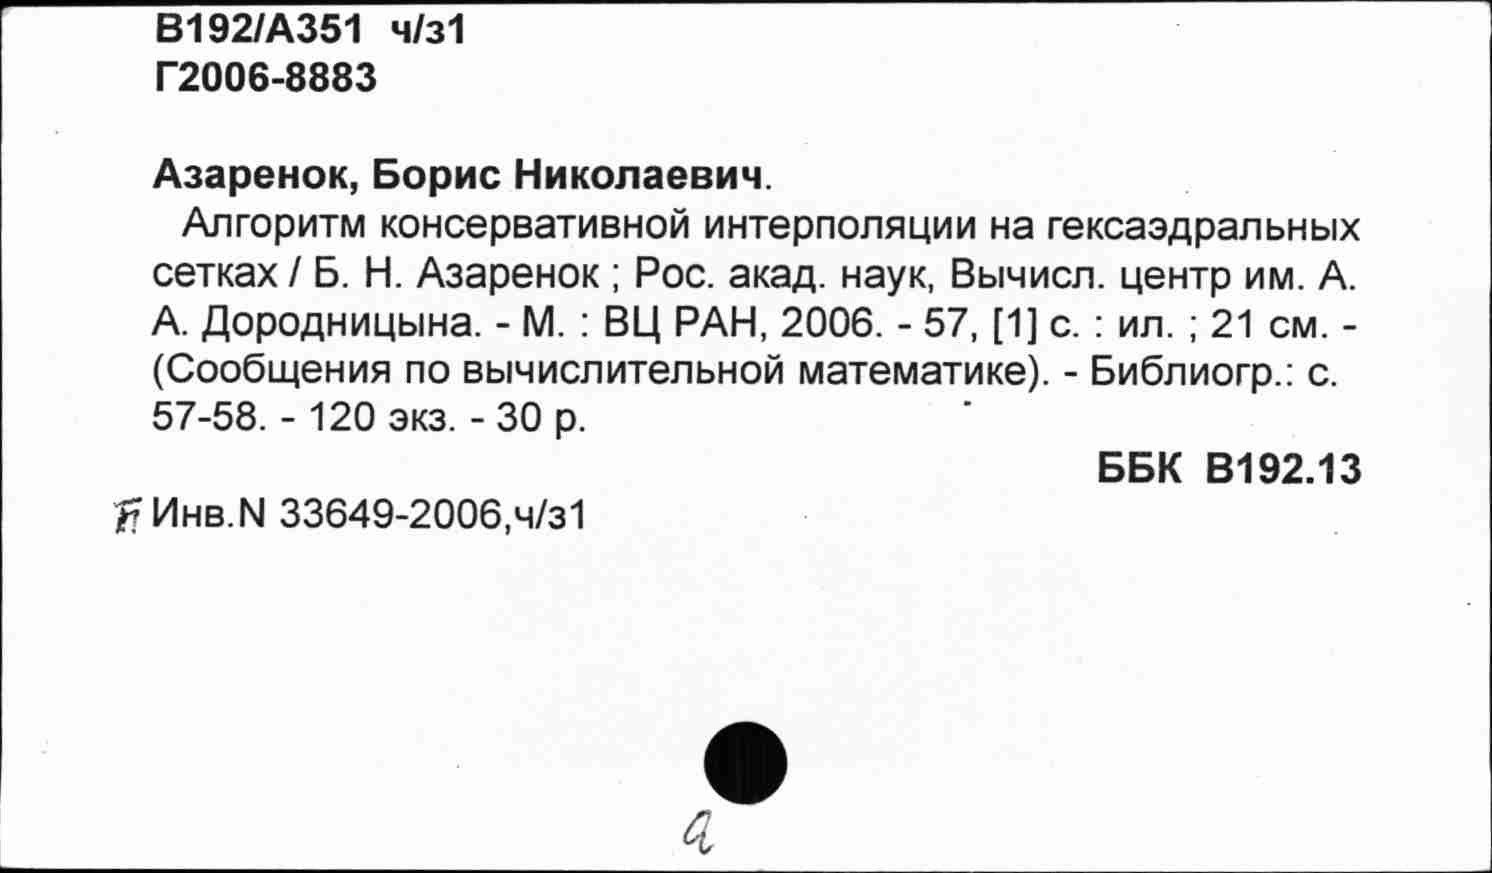 В192/А351 ч/з1
Г2006-8883
Азаренок, Борис Николаевич.
Алгоритм консервативной интерполяции на гексаэдральных
сетках / Б. Н. Азаренок ; Рос. акад. наук, Вычисл. центр им. А.
А. Дородницына. - М. : ВЦ РАН, 2006. - 57, [1] с. : ил. ; 21 см. -
(Сообщения по вычислительной математике). - Библиогр.: с.
57-58. - 120 экз. - 30 р.
ББК В192.13
Инв.N 33649-2006,ч/з1
а